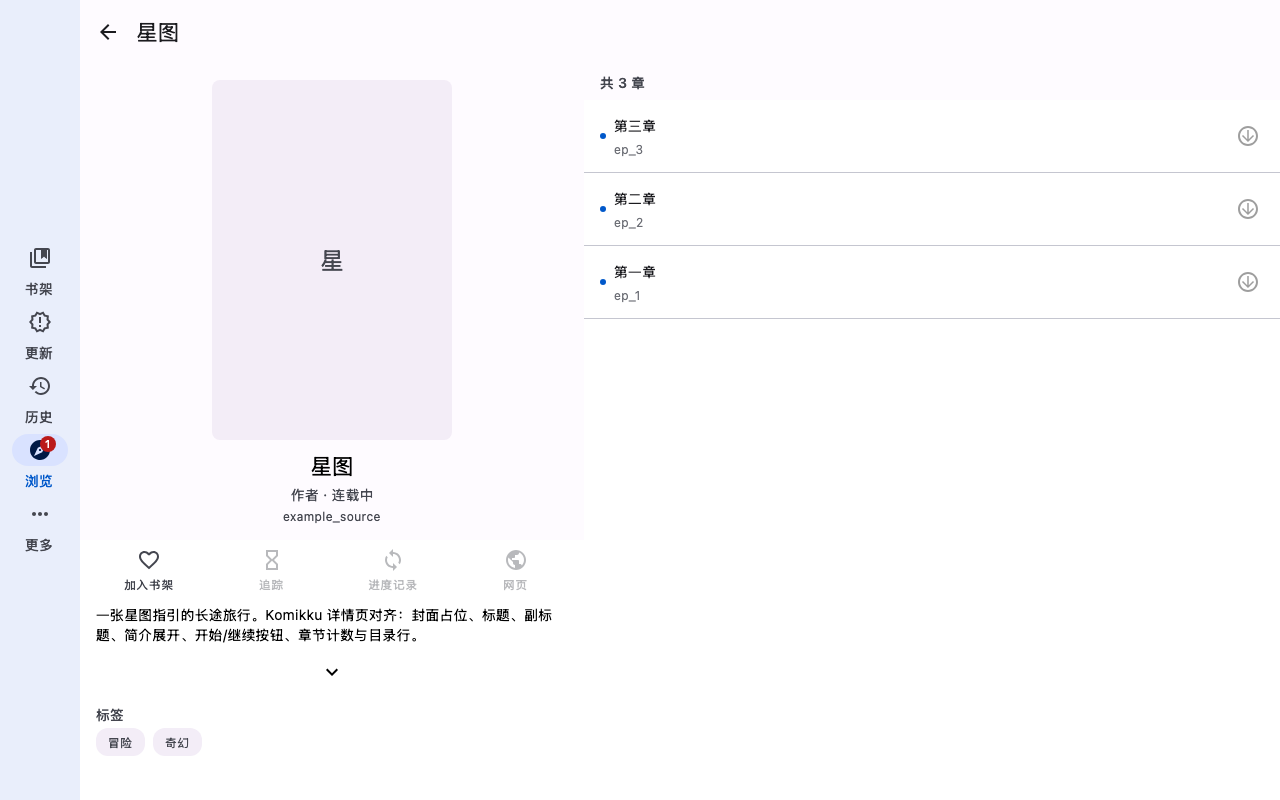 星图
书架
更新
历史
1
浏览
更多
星
星图
作者 · 连载中
example_source
加入书架
追踪
进度记录
网页
一张星图指引的长途旅行。Komikku 详情页对齐：封面占位、标题、副标
题、简介展开、开始/继续按钮、章节计数与目录行。
标签
冒险
奇幻
共 3 章
第三章
ep_3
第二章
ep_2
第一章
ep_1